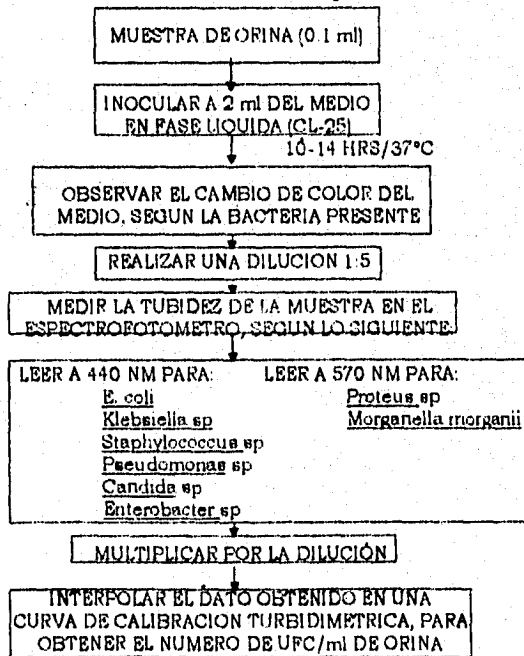 MUESTRA DE ORINA (0.1 ml)
INOCULAR A 2 ml DEL MEDIO
EN FASE LIQUIDA (CL-25)
10-14 HRS/37°C
OBSERVAR EL CAMBIO DE COLOR DEL
MEDIO, SEGUN LA BACTERIA PRESENTE
REALIZAR UNA DILUCION 1:5
MEDIR LA TUBIDEZ DE LA MUESTRA EN EL
ESPECTROFOTOMETRO, SEGUN LO SIGUIENTE:
LEER A 440 NM PARA: LEER A 570 NM PARA:
E. coli Proteus sp
Klebsiella sp Morganella morganii
Staphylococcus sp
Pseudomonas sp
Candida sp
Enterobacter sp
MULTIPLICAR POR LA DILUCIÓN
INTERPOLAR EL DATO OBTENIDO EN UNA
CURVA DE CALIBRACION TURBIDIMETRICA, PARA
OBTENER EL NUMERO DE UFC/ml DE ORINA